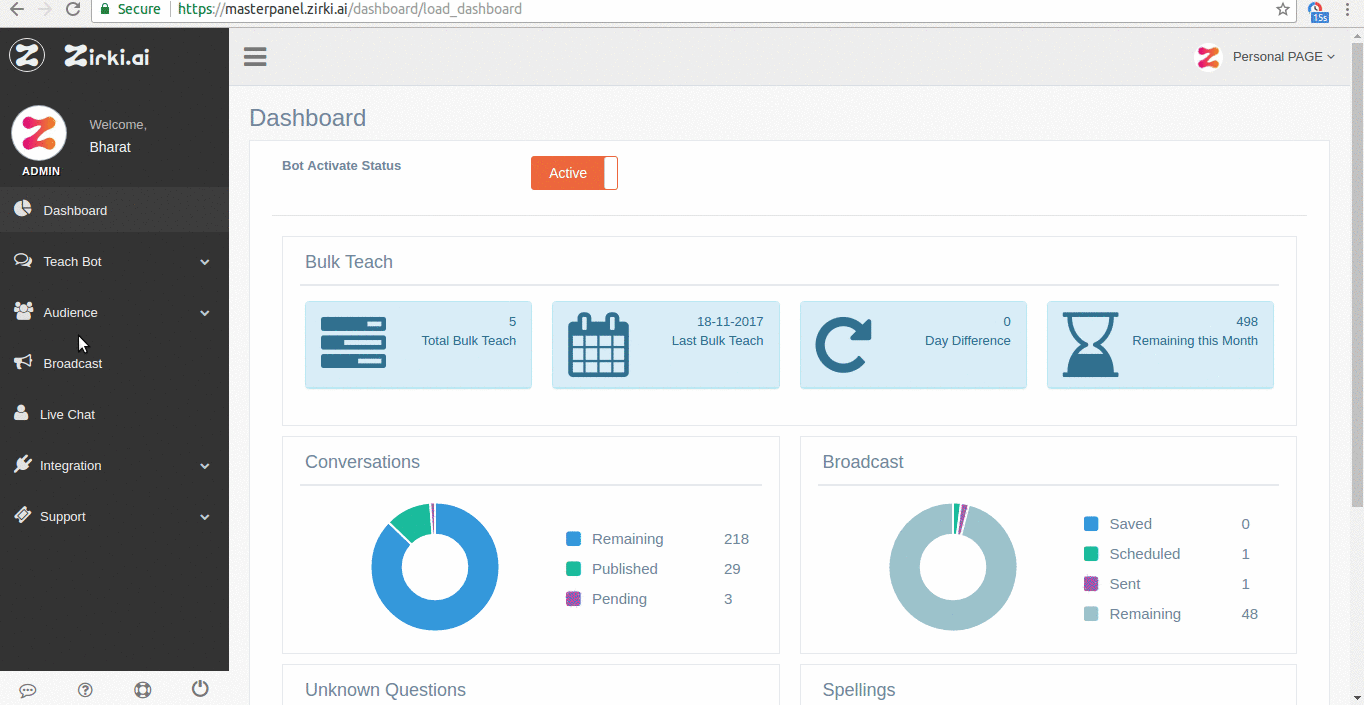 Secure https://masterpanel.zirki.ai/dashboard/load_dashboard
15s
Zirki.ai
Personal PAGE
Welcome,
Bharat
ADMIN
Dashboard
Teach Bot
Audience
Broadcast
Live Chat
Integration
Support
Dashboard
Bot Activate Status
Active
Bulk Teach
5
Total Bulk Teach
18-11-2017
Last Bulk Teach
0
Day Difference
498
Remaining this Month
Conversations
Remaining 218
Published 29
Pending 3
Broadcast
Saved 0
Scheduled 1
Sent 1
Remaining 48
Unknown Questions
Spellings